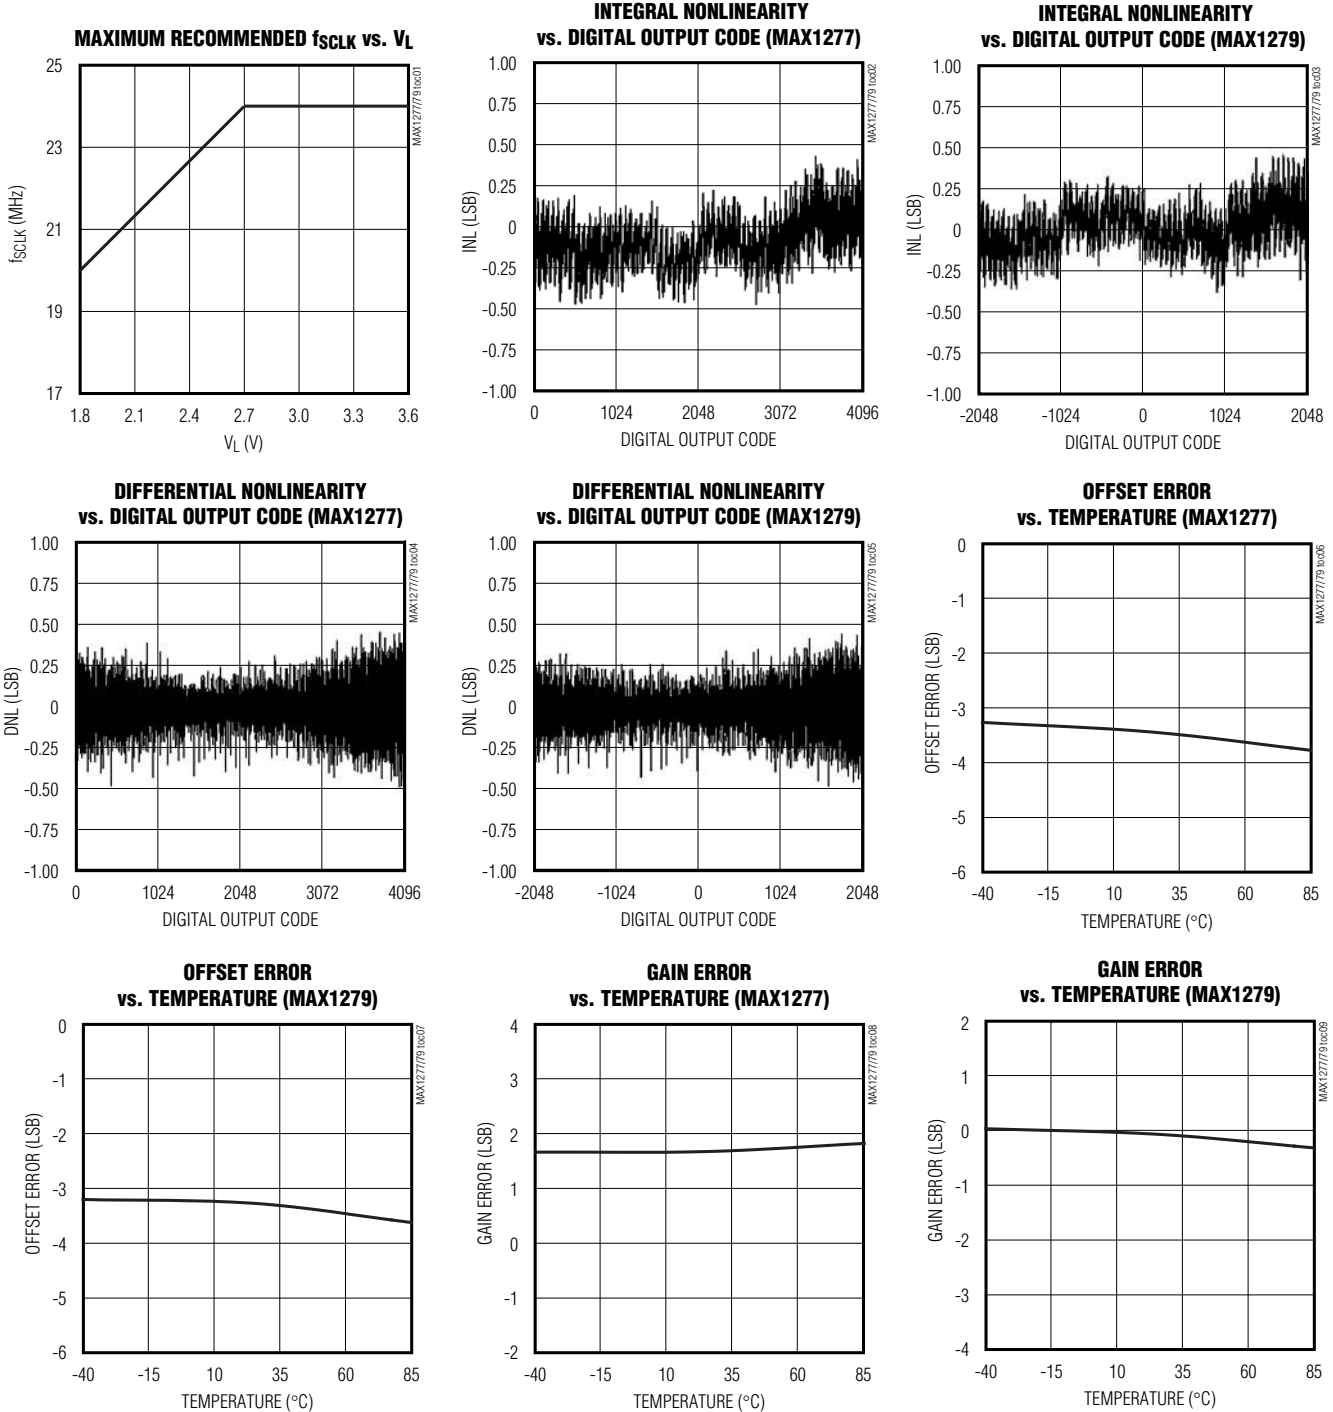 MAXIMUM RECOMMENDED fSCLK vs. VL
25
23
21
19
17
fSCLK (MHz)
1.8 2.1 2.4 2.7 3.0 3.3 3.6
VL (V)
MAX1277/79 toc01
INTEGRAL NONLINEARITY
vs. DIGITAL OUTPUT CODE (MAX1277)
1.00
0.75
0.50
0.25
0
-0.25
-0.50
-0.75
-1.00
INL (LSB)
0 1024 2048 3072 4096
DIGITAL OUTPUT CODE
MAX1277/79 toc02
INTEGRAL NONLINEARITY
vs. DIGITAL OUTPUT CODE (MAX1279)
1.00
0.75
0.50
0.25
0
-0.25
-0.50
-0.75
-1.00
INL (LSB)
-2048 -1024 0 1024 2048
DIGITAL OUTPUT CODE
MAX1277/79 toc03
DIFFERENTIAL NONLINEARITY
vs. DIGITAL OUTPUT CODE (MAX1277)
1.00
0.75
0.50
0.25
0
-0.25
-0.50
-0.75
-1.00
DNL (LSB)
0 1024 2048 3072 4096
DIGITAL OUTPUT CODE
MAX1277/79 toc04
DIFFERENTIAL NONLINEARITY
vs. DIGITAL OUTPUT CODE (MAX1279)
1.00
0.75
0.50
0.25
0
-0.25
-0.50
-0.75
-1.00
DNL (LSB)
-2048 -1024 0 1024 2048
DIGITAL OUTPUT CODE
MAX1277/79 toc05
OFFSET ERROR
vs. TEMPERATURE (MAX1277)
0
-1
-2
-3
-4
-5
-6
OFFSET ERROR (LSB)
-40 -15 10 35 60 85
TEMPERATURE (°C)
MAX1277/79 toc06
OFFSET ERROR
vs. TEMPERATURE (MAX1279)
0
-1
-2
-3
-4
-5
-6
OFFSET ERROR (LSB)
-40 -15 10 35 60 85
TEMPERATURE (°C)
MAX1277/79 toc07
GAIN ERROR
vs. TEMPERATURE (MAX1277)
4
3
2
1
0
-1
-2
GAIN ERROR (LSB)
-40 -15 10 35 60 85
TEMPERATURE (°C)
MAX1277/79 toc08
GAIN ERROR
vs. TEMPERATURE (MAX1279)
2
1
0
-1
-2
-3
-4
GAIN ERROR (LSB)
-40 -15 10 35 60 85
TEMPERATURE (°C)
MAX1277/79 toc09